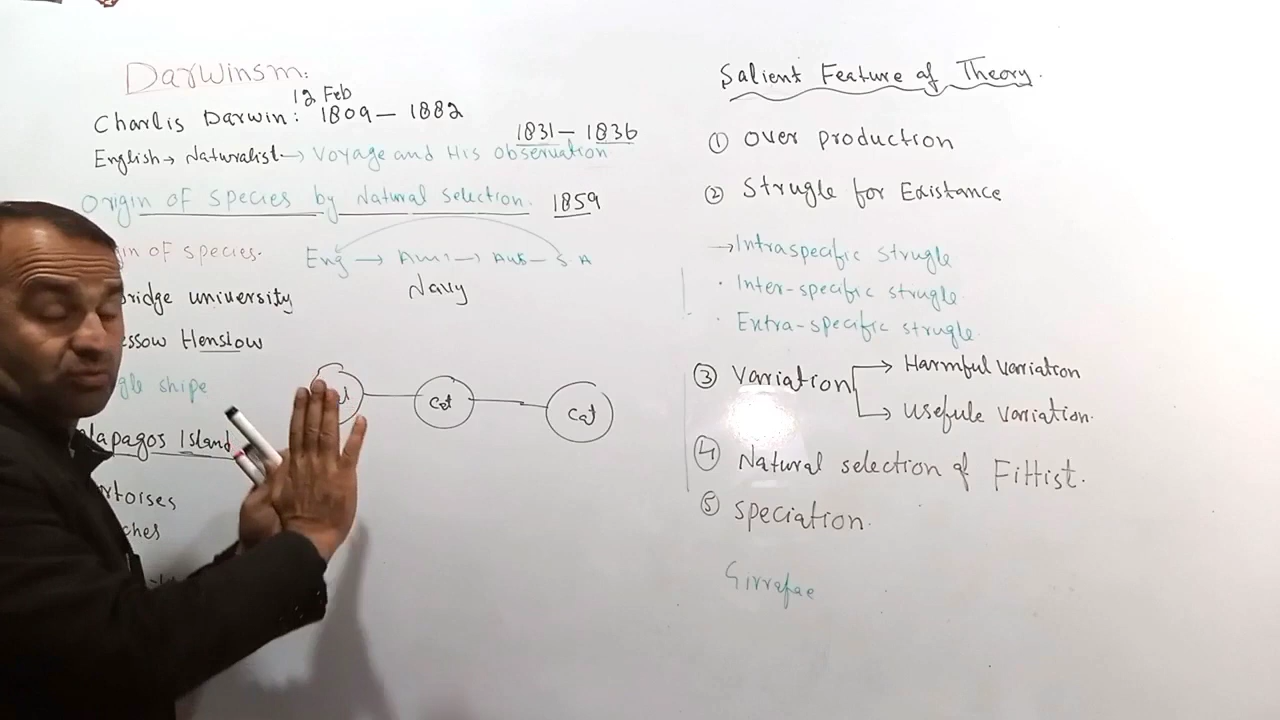 Darwinsm:
12 Feb
Charlis Darwin: 1809 – 1882
1831 – 1836
English → Naturalist → Voyage and His observation
Origin of species by Natural selection. 1859
gin of species.
Eng → → Aus – S A
Navy
bridge university
essow Henslow
gle shipe
lapagos Island
rtoises
ches
Cat Cat
Salient Feature of Theory.
① over production
② Strugle for Existance
→ Intraspecific strugle
· Inter-specific strugle
· Extra-specific strugle
③ Variation → Harmful variation
→ usefule variation.
④ Natural selection of Fittist.
⑤ speciation.
Girrafae